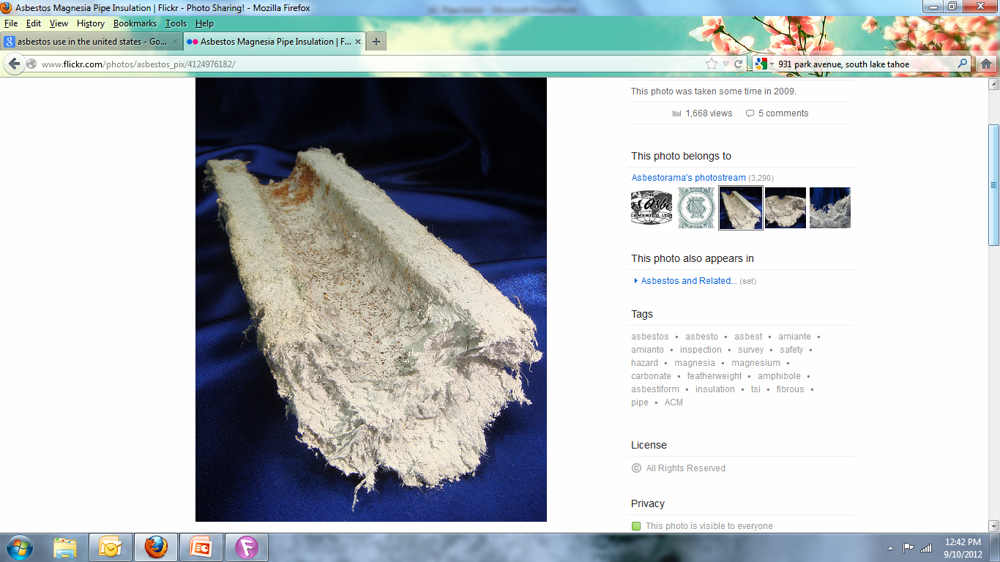 Asbestos Magnesia Pipe Insulation | Flickr - Photo Sharing! - Mozilla Firefox
File Edit View History Bookmarks Tools Help
asbestos use in the united states - Go... × Asbestos Magnesia Pipe Insulation | F... × +
www.flickr.com/photos/asbestos_pix/4124976182/ 931 park avenue, south lake tahoe
This photo was taken some time in 2009.
1,668 views 5 comments
This photo belongs to
Asbestorama's photostream (3,290)
THE
asbe
CEMENT CO. LTD
This photo also appears in
Asbestos and Related... (set)
Tags
asbestos • asbesto • asbest • amiante •
amianto • inspection • survey • safety •
hazard • magnesia • magnesium •
carbonate • featherweight • amphibole •
asbestiform • insulation • tsi • fibrous •
pipe • ACM
License
© All Rights Reserved
Privacy
This photo is visible to everyone
12:42 PM
9/10/2012